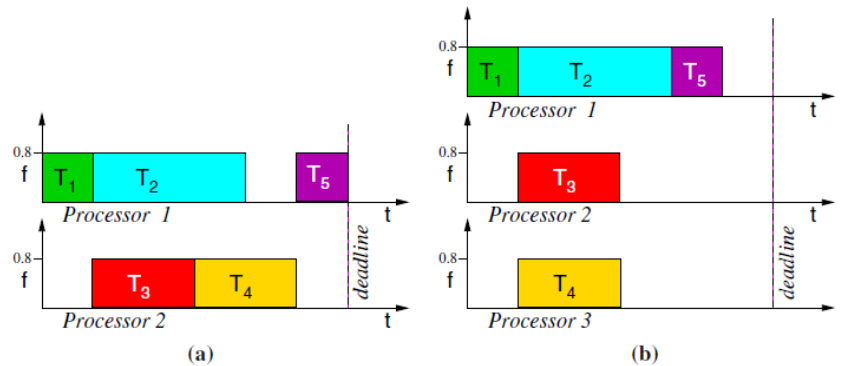 0.8
f
T1
T2
T5
Processor 1
t
deadline
0.8
f
T3
T4
Processor 2
t
(a)
0.8
f
T1
T2
T5
Processor 1
t
f
0.8
T3
Processor 2
t
0.8
f
T4
Processor 3
t
deadline
(b)